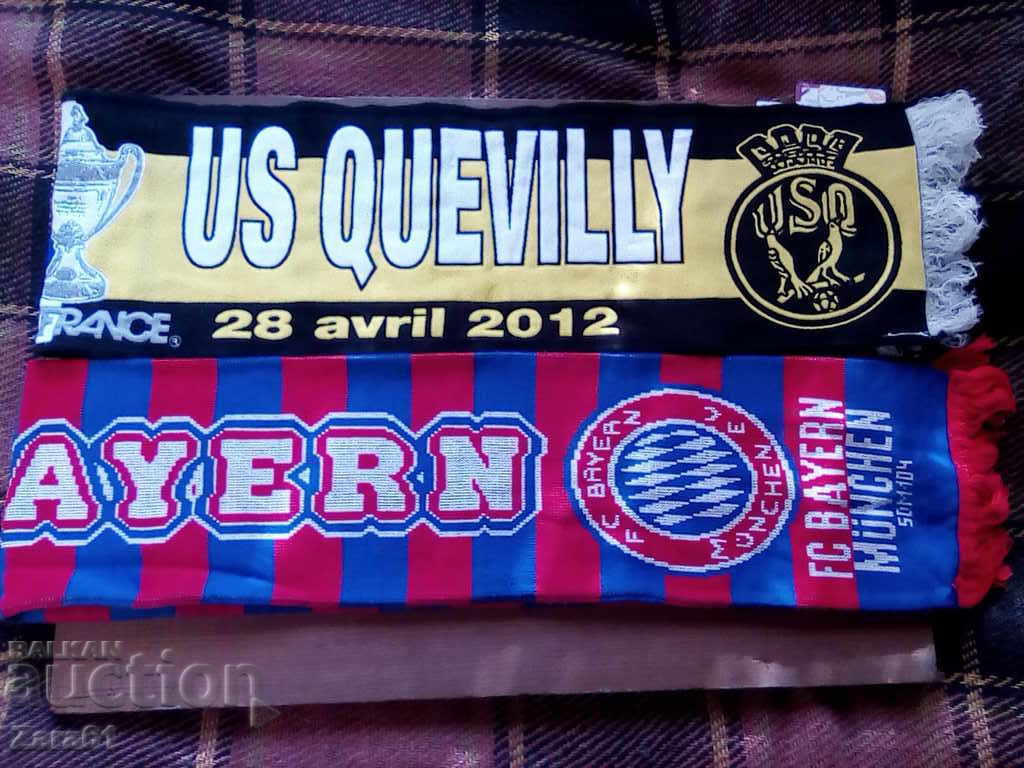 US QUEVILLY
USQ
FRANCE®
28 avril 2012
AYERN
FC BAYERN
MÜNCHEN
E.V
FC BAYERN
MÜNCHEN
BALKAN
auction
Zara61